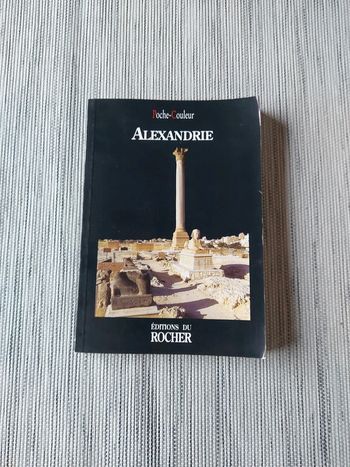 Poche-Couleur
ALEXANDRIE
ÉDITIONS DU
ROCHER